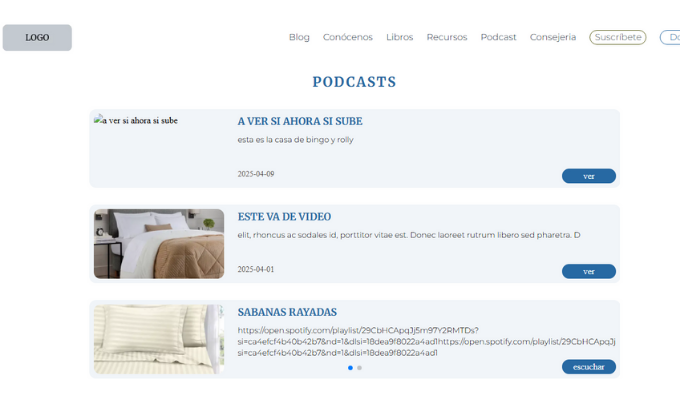 LOGO
Blog Conócenos Libros Recursos Podcast Consejeria Suscríbete
PODCASTS
a ver si ahora si sube
A VER SI AHORA SI SUBE
esta es la casa de bingo y rolly
2025-04-09
ver
ESTE VA DE VIDEO
elit, rhoncus ac sodales id, porttitor vitae est. Donec laoreet rutrum libero sed pharetra. D
2025-04-01
ver
SABANAS RAYADAS
https://open.spotify.com/playlist/29CbHCApqJj5m97Y2RMTDs?
si=ca4efcf4b40b42b7&nd=1&dlsi=18dea9f8022a4ad1https://open.spotify.com/playlist/29CbHCApqJj
si=ca4efcf4b40b42b7&nd=1&dlsi=18dea9f8022a4ad1
escuchar